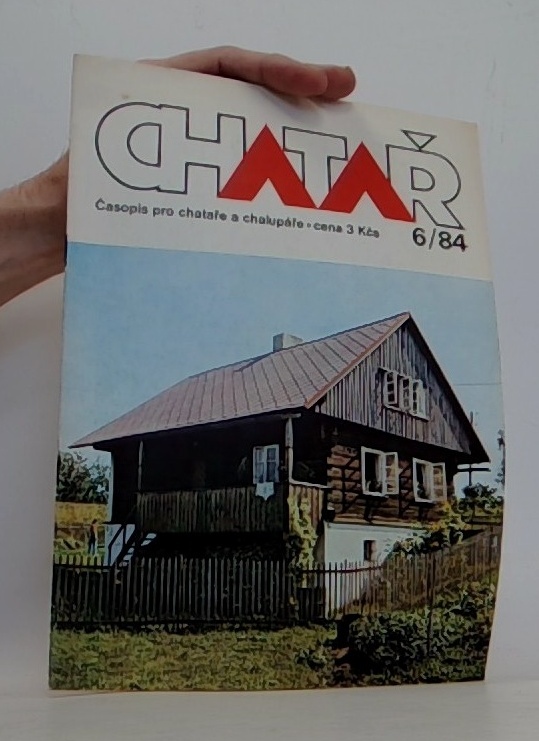 CHATAŘ
Časopis pro chataře a chalupáře • cena 3 Kčs
6/84